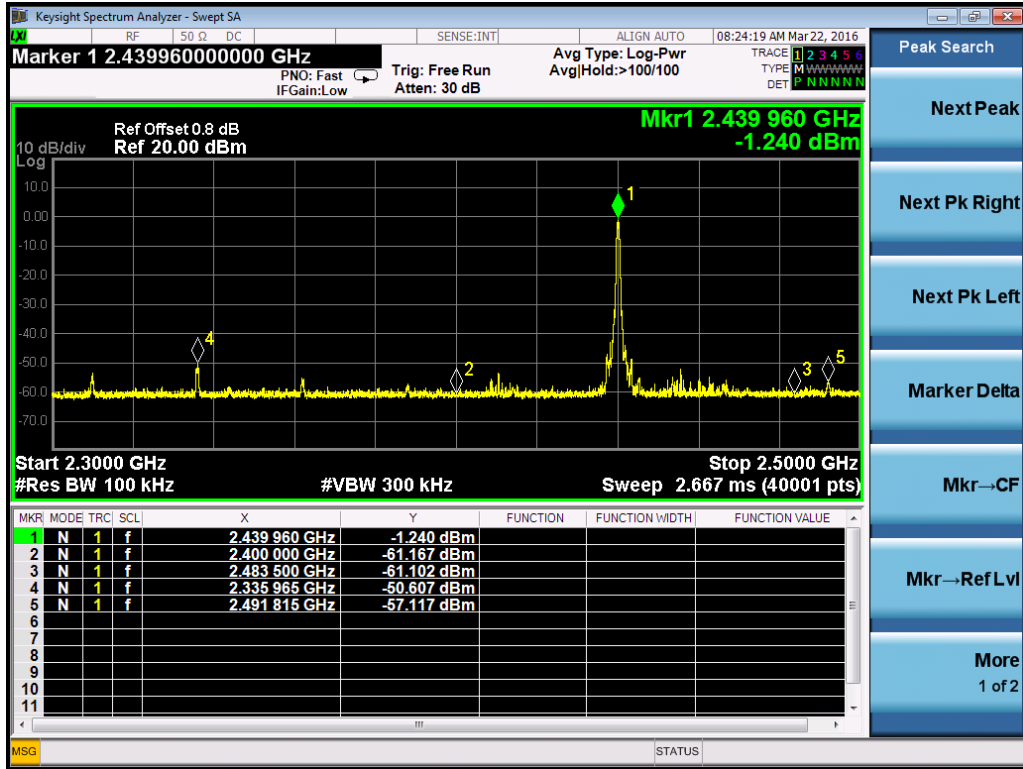 Keysight Spectrum Analyzer - Swept SA
LXI RF 50 Ω DC SENSE:INT ALIGN AUTO 08:24:19 AM Mar 22, 2016
Marker 1 2.439960000000 GHz
PNO: Fast
IFGain:Low
Trig: Free Run
Atten: 30 dB
Avg Type: Log-Pwr
Avg|Hold:>100/100
TRACE 1 2 3 4 5 6
TYPE M W W W W W
DET P N N N N N
Mkr1 2.439 960 GHz
-1.240 dBm
Ref Offset 0.8 dB
10 dB/div Ref 20.00 dBm
Log
10.0
0.00
-10.0
-20.0
-30.0
-40.0
-50.0
-60.0
-70.0
1
4
2
3
5
Start 2.3000 GHz Stop 2.5000 GHz
#Res BW 100 kHz #VBW 300 kHz Sweep 2.667 ms (40001 pts)
MKR MODE TRC SCL X Y FUNCTION FUNCTION WIDTH FUNCTION VALUE
1 N 1 f 2.439 960 GHz -1.240 dBm
2 N 1 f 2.400 000 GHz -61.167 dBm
3 N 1 f 2.483 500 GHz -61.102 dBm
4 N 1 f 2.335 965 GHz -50.607 dBm
5 N 1 f 2.491 815 GHz -57.117 dBm
6
7
8
9
10
11
MSG STATUS
Peak Search
Next Peak
Next Pk Right
Next Pk Left
Marker Delta
Mkr→CF
Mkr→Ref Lvl
More
1 of 2